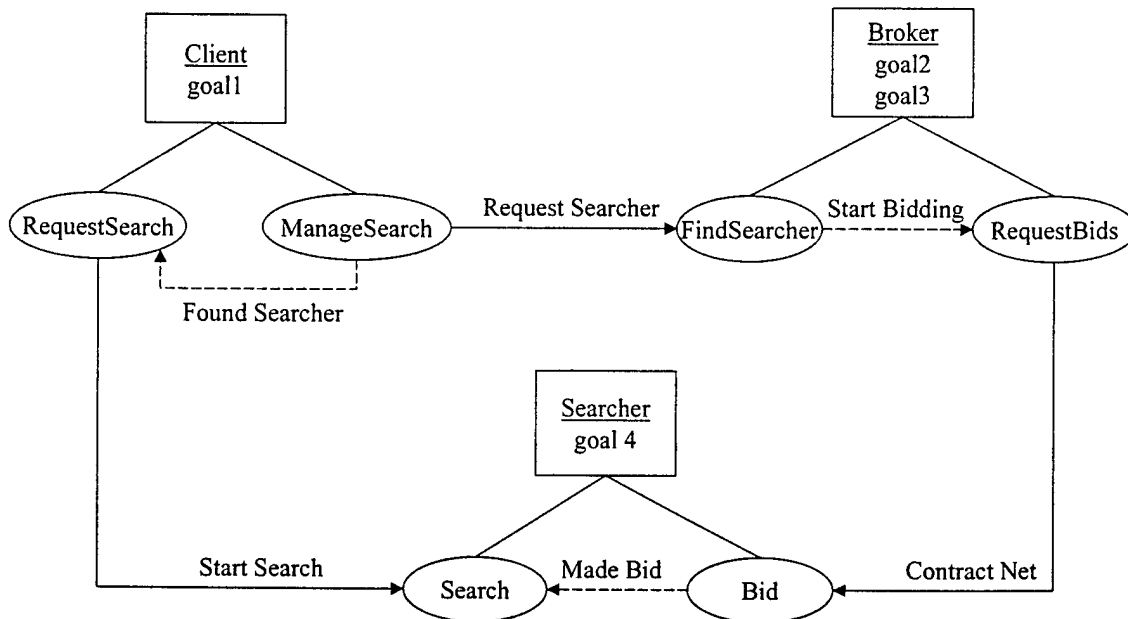 Client
goal1
Broker
goal2
goal3
RequestSearch
ManageSearch
Request Searcher
FindSearcher
Start Bidding
RequestBids
Found Searcher
Searcher
goal 4
Start Search
Search
Made Bid
Bid
Contract Net